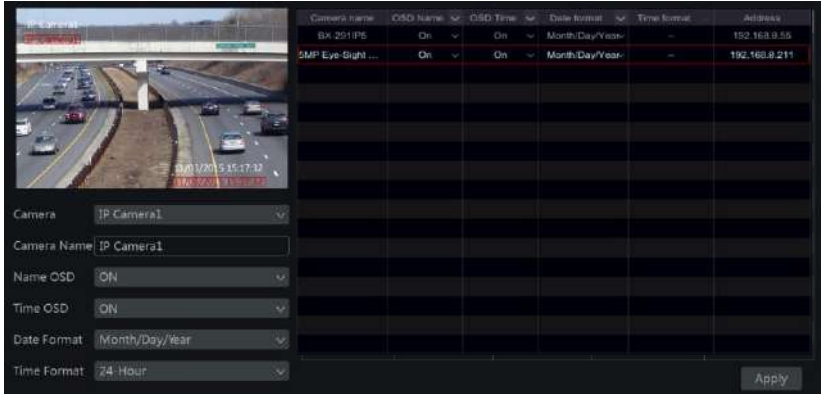 Camera name OSD Name OSD Time Date format Time format Address
BX-291IP5 On On Month/Day/Year -- 192.168.8.55
5MP Eye-Sight ... On On Month/Day/Year -- 192.168.8.211
IP Camera1
IP Camera1
15:17:32
Camera IP Camera1
Camera Name IP Camera1
Name OSD ON
Time OSD ON
Date Format Month/Day/Year
Time Format 24-Hour
Apply